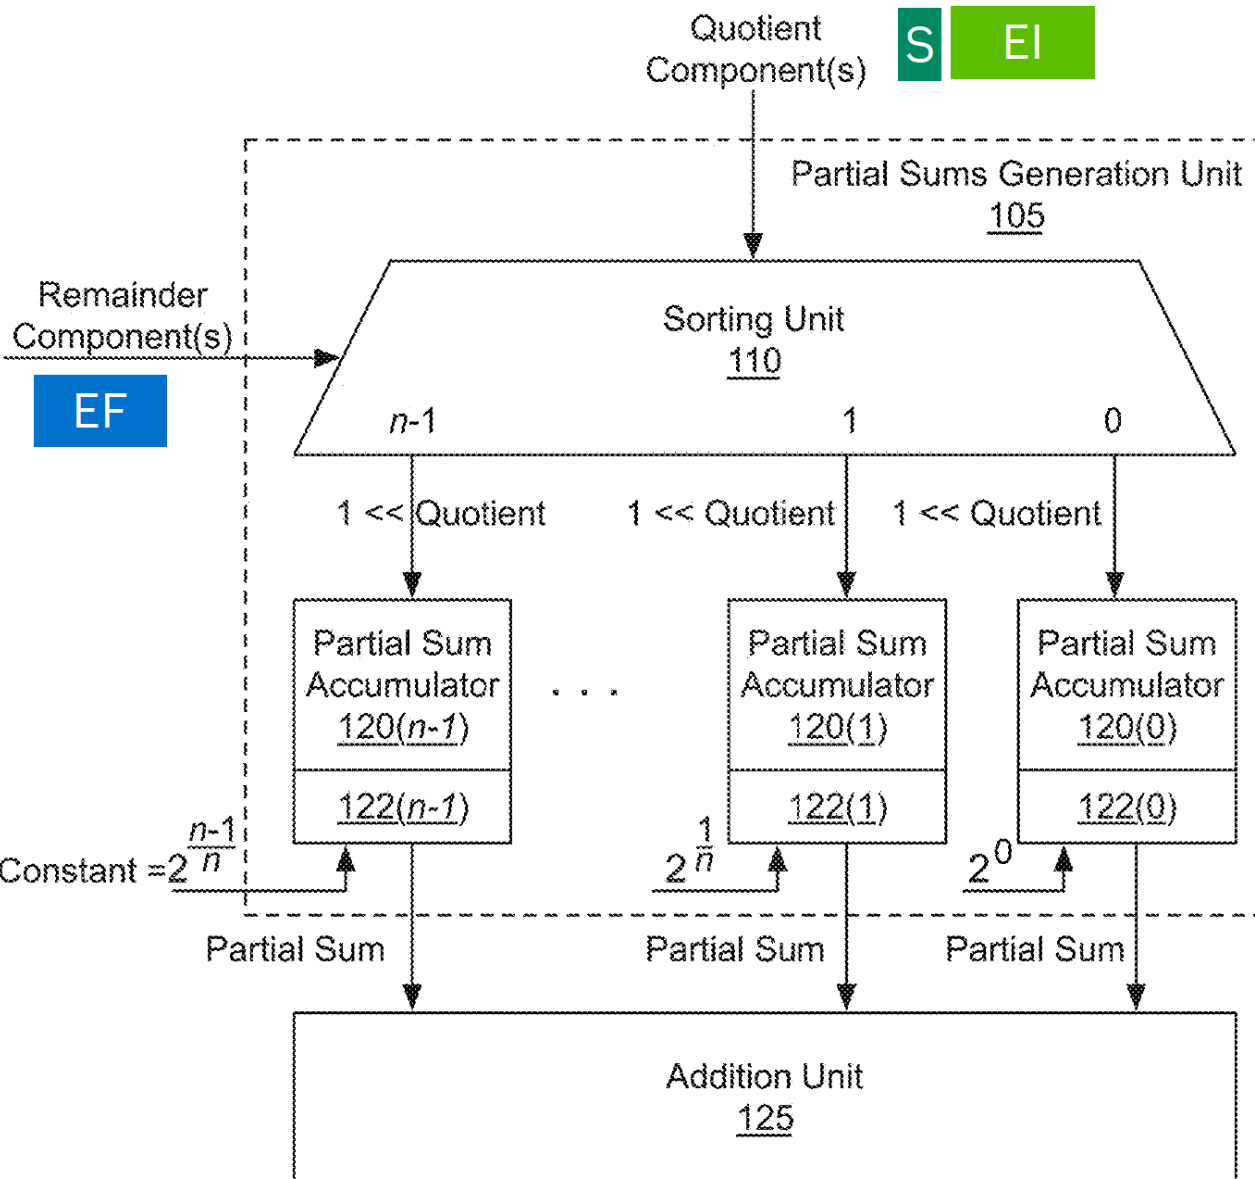 Quotient
Component(s)
S
EI
Partial Sums Generation Unit
105
Remainder
Component(s)
EF
Sorting Unit
110
n-1
1
0
1 << Quotient
1 << Quotient
1 << Quotient
Partial Sum
Accumulator
120(n-1)
122(n-1)
. . .
Partial Sum
Accumulator
120(1)
122(1)
Partial Sum
Accumulator
120(0)
122(0)
Constant =2^(n-1/n)
2^(1/n)
2^0
Partial Sum
Partial Sum
Partial Sum
Addition Unit
125